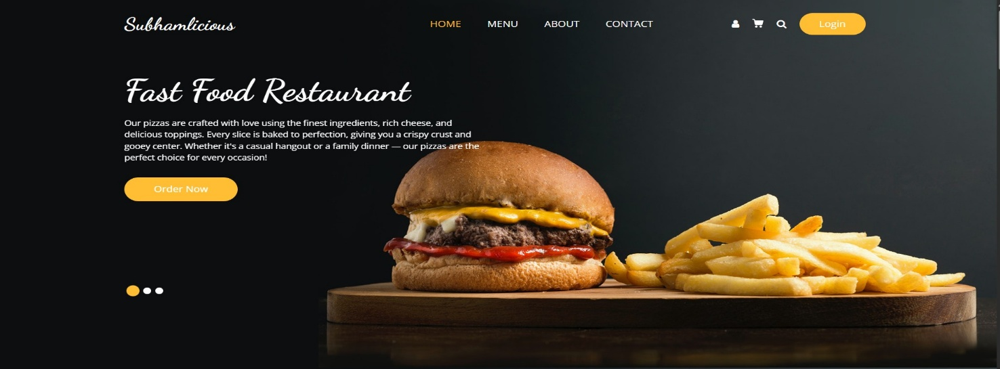 Subhamlicious
HOME MENU ABOUT CONTACT
Login
Fast Food Restaurant
Our pizzas are crafted with love using the finest ingredients, rich cheese, and
delicious toppings. Every slice is baked to perfection, giving you a crispy crust and
gooey center. Whether it's a casual hangout or a family dinner — our pizzas are the
perfect choice for every occasion!
Order Now